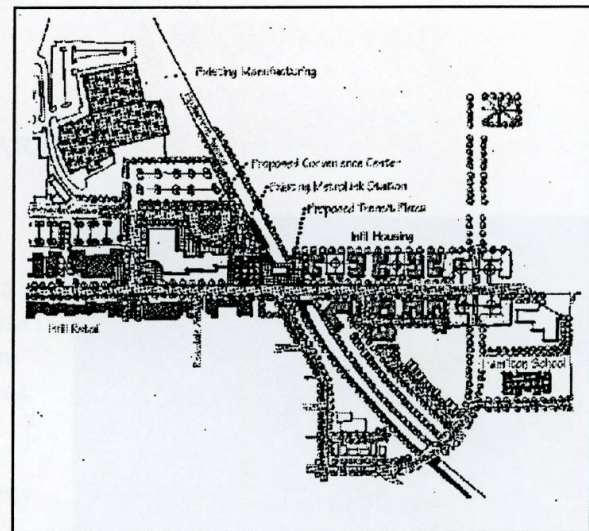 Existing Manufacturing
Proposed Convenience Center
Existing MetroLink Station
Proposed Transit Plaza
Infill Housing
Infill Retail
Hamilton School